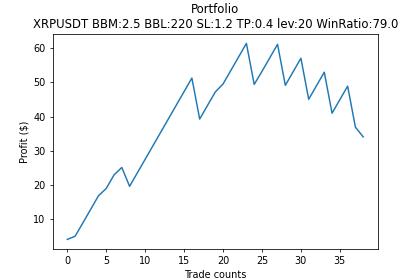 Portfolio
XRPUSDT BBM:2.5 BBL:220 SL:1.2 TP:0.4 lev:20 WinRatio:79.0
60
50
40
30
20
10
Profit ($)
0 5 10 15 20 25 30 35
Trade counts